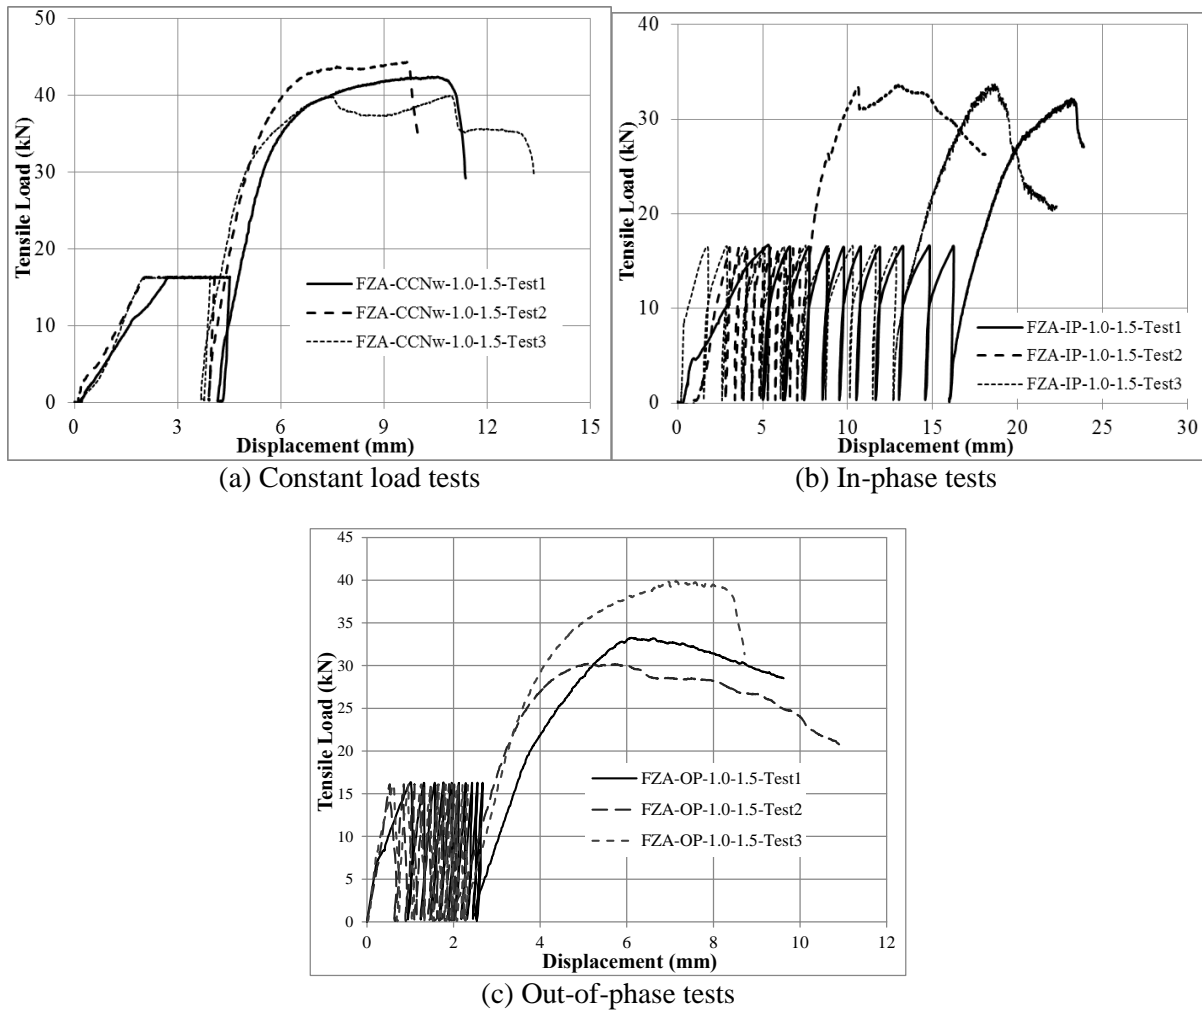 50
40
30
20
10
0
Tensile Load (kN)
FZA-CCNw-1.0-1.5-Test1
FZA-CCNw-1.0-1.5-Test2
FZA-CCNw-1.0-1.5-Test3
0 3 6 9 12 15
Displacement (mm)
(a) Constant load tests
40
30
20
10
0
Tensile Load (kN)
FZA-IP-1.0-1.5-Test1
FZA-IP-1.0-1.5-Test2
FZA-IP-1.0-1.5-Test3
0 5 10 15 20 25 30
Displacement (mm)
(b) In-phase tests
45
40
35
30
25
20
15
10
5
0
Tensile Load (kN)
FZA-OP-1.0-1.5-Test1
FZA-OP-1.0-1.5-Test2
FZA-OP-1.0-1.5-Test3
0 2 4 6 8 10 12
Displacement (mm)
(c) Out-of-phase tests